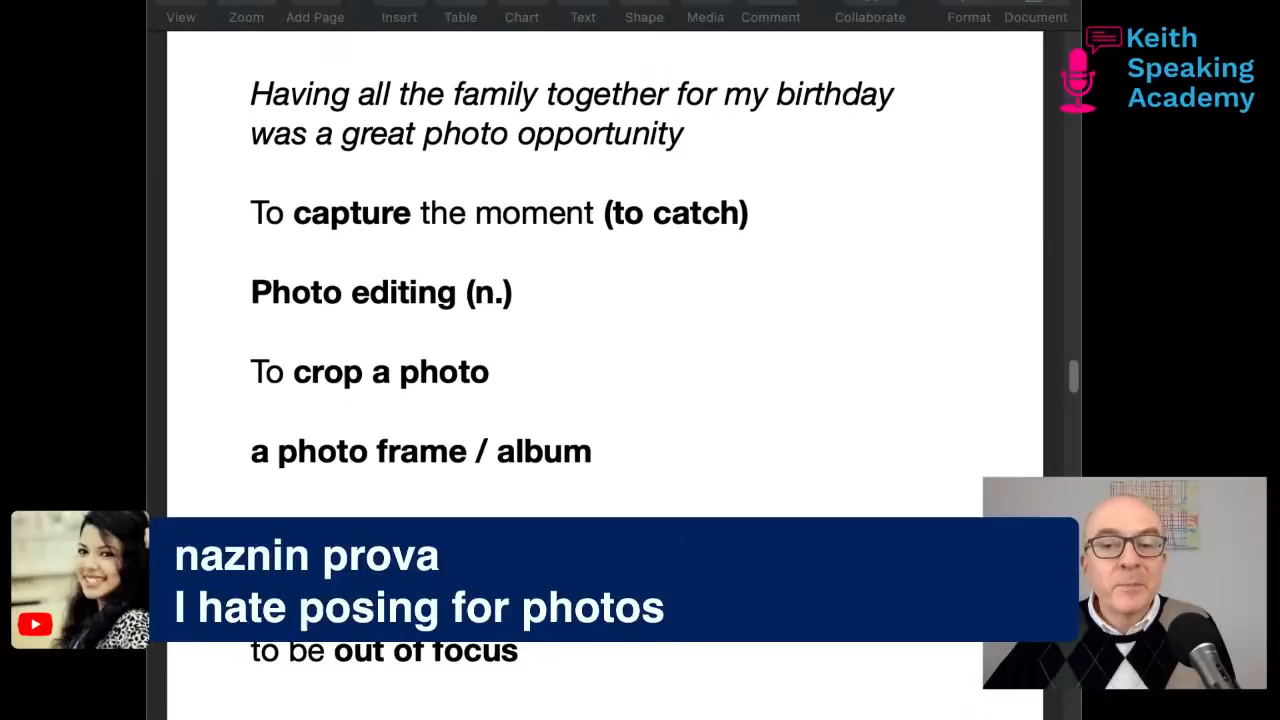 View Zoom Add Page Insert Table Chart Text Shape Media Comment Collaborate Format Document
Keith
Speaking
Academy
Having all the family together for my birthday
was a great photo opportunity
To capture the moment (to catch)
Photo editing (n.)
To crop a photo
a photo frame / album
naznin prova
I hate posing for photos
to be out of focus